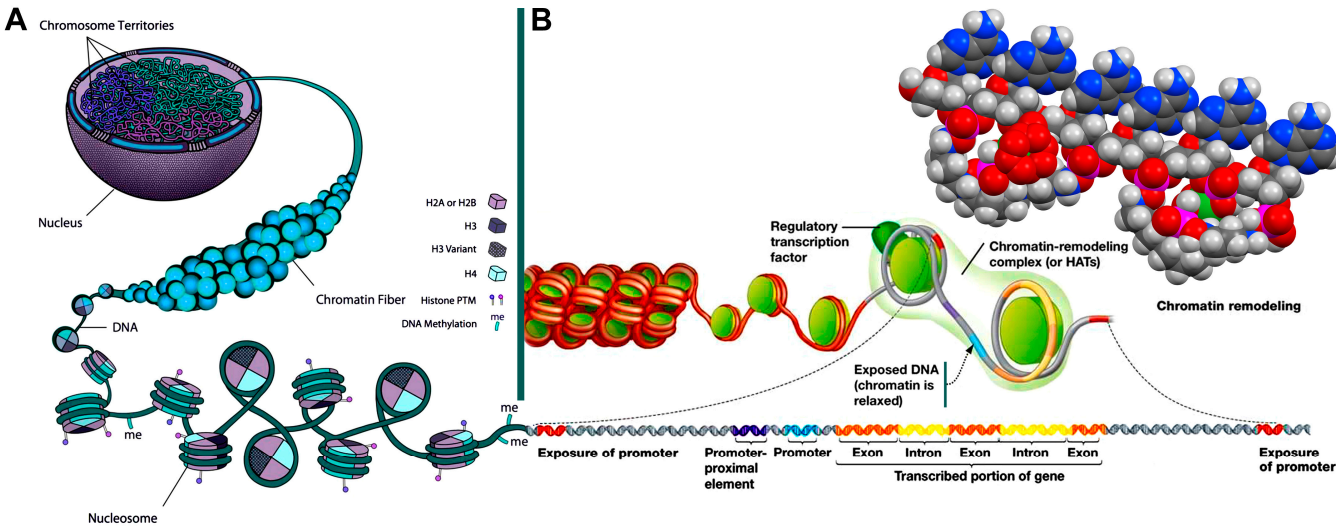 A
Chromosome Territories
Nucleus
H2A or H2B
H3
H3 Variant
H4
Histone PTM
me
DNA Methylation
Chromatin Fiber
DNA
me
me
me
Nucleosome
B
Regulatory
transcription
factor
Chromatin-remodeling
complex (or HATs)
Chromatin remodeling
Exposed DNA
(chromatin is
relaxed)
Exposure of promoter
Promoter-
proximal
element
Promoter
Exon
Intron
Exon
Intron
Exon
Transcribed portion of gene
Exposure
of promoter